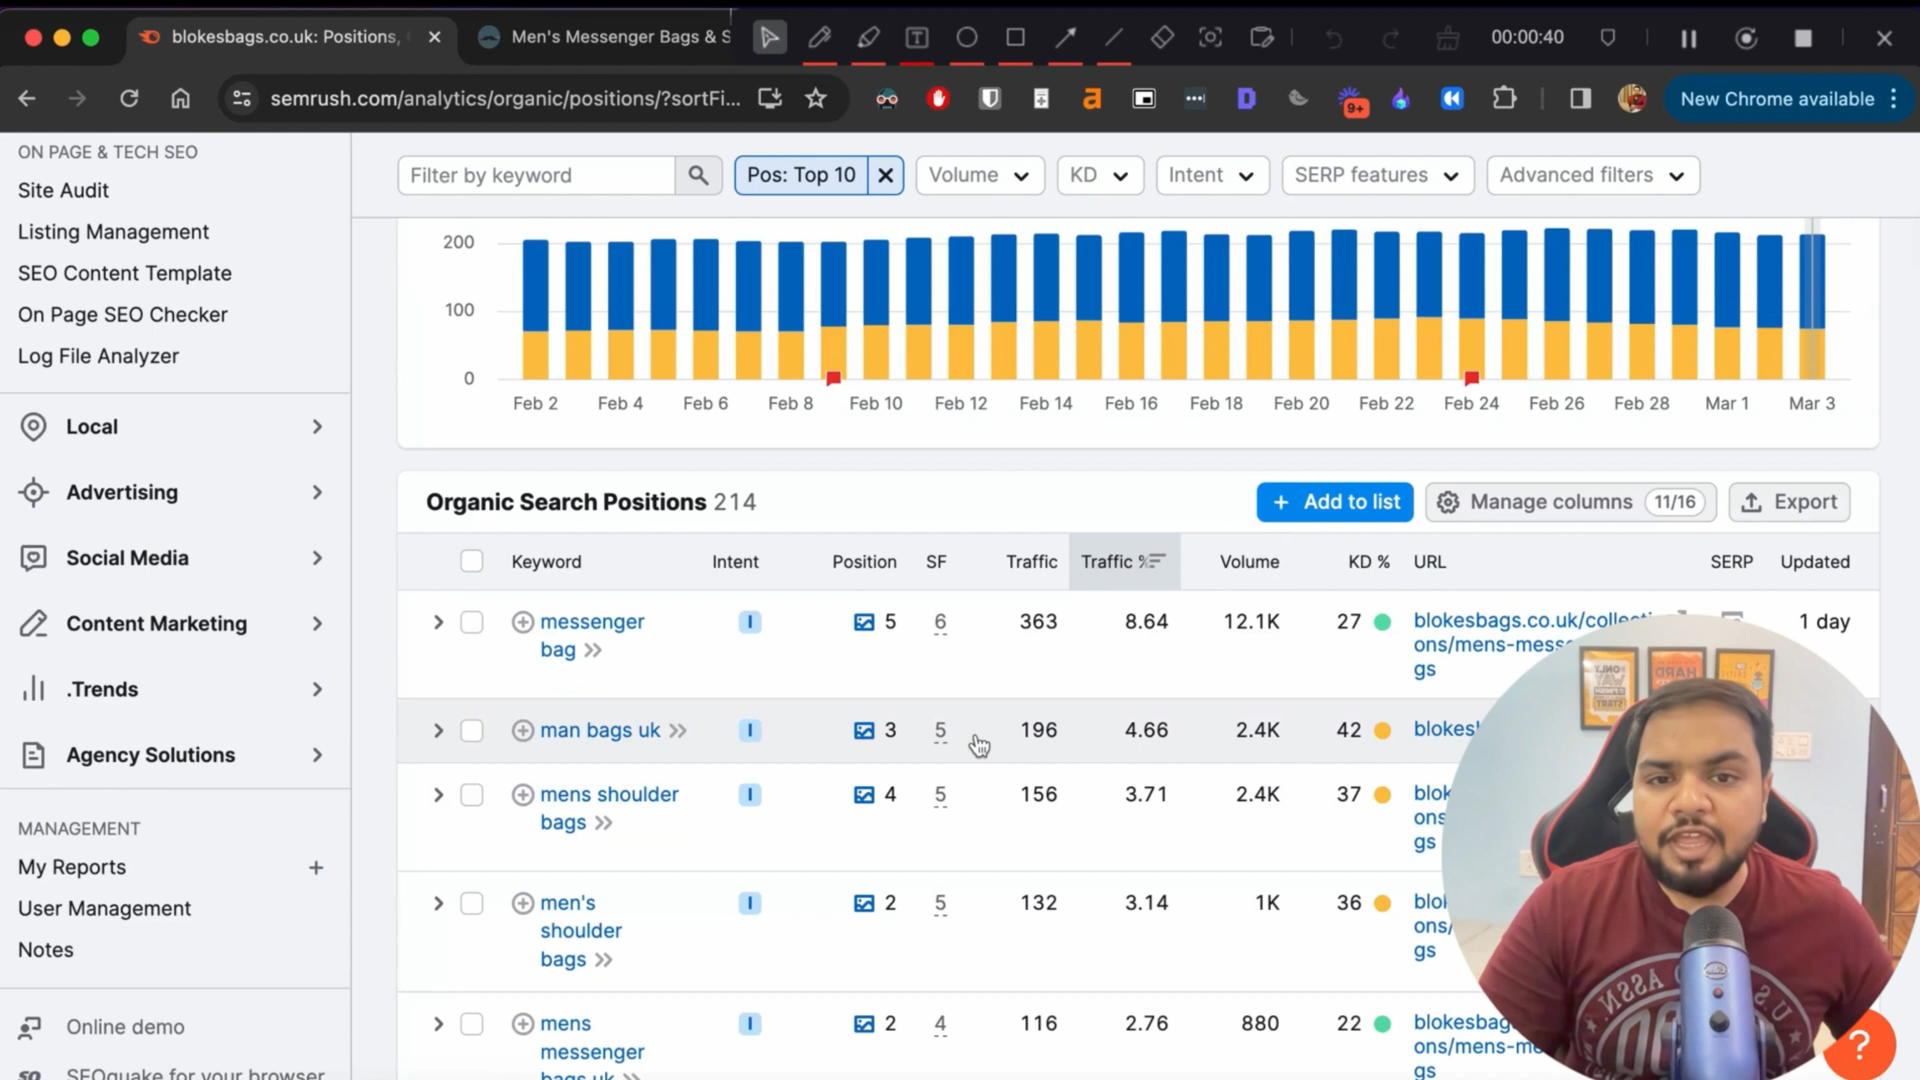 blokesbags.co.uk: Positions,
Men's Messenger Bags & S
00:00:40
semrush.com/analytics/organic/positions/?sortFi...
9+
New Chrome available
ON PAGE & TECH SEO
Site Audit
Listing Management
SEO Content Template
On Page SEO Checker
Log File Analyzer
Local
Advertising
Social Media
Content Marketing
.Trends
Agency Solutions
MANAGEMENT
My Reports
User Management
Notes
Online demo
SEOquake for your browser
Filter by keyword
Pos: Top 10
Volume
KD
Intent
SERP features
Advanced filters
200
100
0
Feb 2 Feb 4 Feb 6 Feb 8 Feb 10 Feb 12 Feb 14 Feb 16 Feb 18 Feb 20 Feb 22 Feb 24 Feb 26 Feb 28 Mar 1 Mar 3
Organic Search Positions 214
+ Add to list
Manage columns 11/16
Export
Keyword Intent Position SF Traffic Traffic % Volume KD % URL SERP Updated
messenger bag I 5 6 363 8.64 12.1K 27 blokesbags.co.uk/collecti
ons/mens-mess
gs
1 day
man bags uk I 3 5 196 4.66 2.4K 42 blokes
mens shoulder bags I 4 5 156 3.71 2.4K 37 blok
ons
gs
men's shoulder bags I 2 5 132 3.14 1K 36 blo
ons/
gs
mens messenger bags uk I 2 4 116 2.76 880 22 blokesbag
ons/mens-m
gs
?